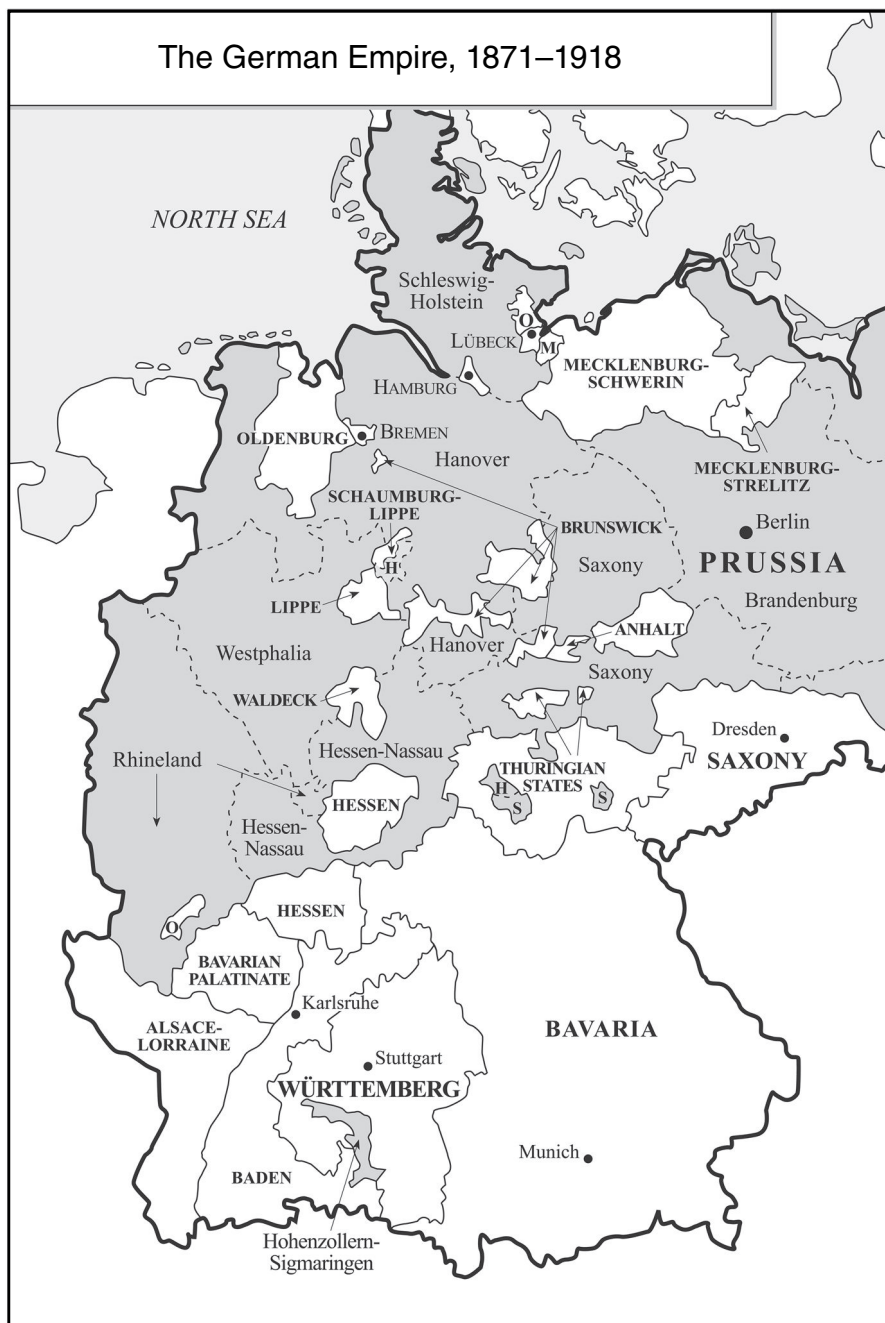 The German Empire, 1871–1918
NORTH SEA
Schleswig-
Holstein
O
LÜBECK
M
HAMBURG
MECKLENBURG-
SCHWERIN
OLDENBURG
BREMEN
Hanover
MECKLENBURG-
STRELITZ
SCHAUMBURG-
LIPPE
BRUNSWICK
Berlin
H
Saxony
PRUSSIA
LIPPE
Brandenburg
ANHALT
Westphalia
Hanover
Saxony
WALDECK
Dresden
Hessen-Nassau
SAXONY
Rhineland
THURINGIAN
STATES
HESSEN
H
S
S
Hessen-
Nassau
HESSEN
O
BAVARIAN
PALATINATE
Karlsruhe
ALSACE-
LORRAINE
BAVARIA
Stuttgart
WÜRTTEMBERG
Munich
BADEN
Hohenzollern-
Sigmaringen